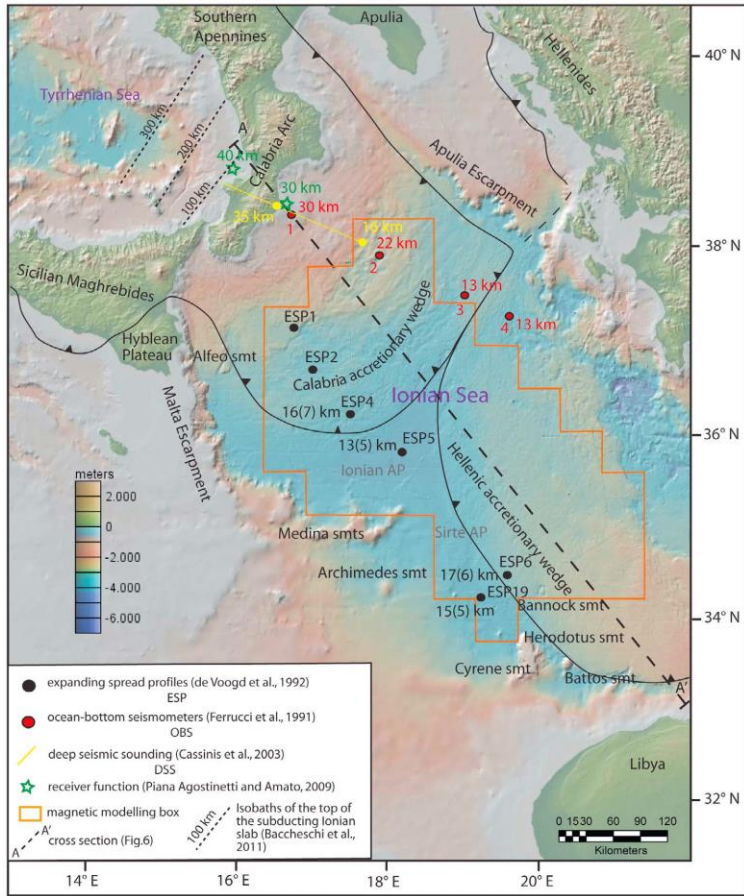 Southern
Apennines
Apulia
Hellenides
40° N
Tyrrhenian Sea
300 km
200 km
100 km
A
40 km
Calabria Arc
Apulia Escarpment
30 km
35 km
30 km
1
16 km
22 km
2
38° N
Sicilian Maghrebides
13 km
3
4
13 km
Hyblean
Plateau
ESP1
Alfeo smt
ESP2
Calabria accretionary wedge
Ionian Sea
ESP4
16(7) km
Malta Escarpment
13(5) km
ESP5
36° N
Ionian AP
Hellenic accretionary wedge
meters
2.000
0
-2.000
-4.000
-6.000
Medina smts
Sirte AP
Archimedes smt
ESP6
17(6) km
ESP19
15(5) km
Bannock smt
34° N
Herodotus smt
Cyrene smt
Battos smt
A'
expanding spread profiles (de Voogd et al., 1992)
ESP
ocean-bottom seismometers (Ferrucci et al., 1991)
OBS
deep seismic sounding (Cassinis et al., 2003)
DSS
receiver function (Piana Agostinetti and Amato, 2009)
magnetic modelling box
A A' cross section (Fig.6)
100 km
Isobaths of the top of
the subducting Ionian
slab (Baccheschi et al.,
2011)
Libya
32° N
0 15 30 60 90 120
Kilometers
14° E
16° E
18° E
20° E